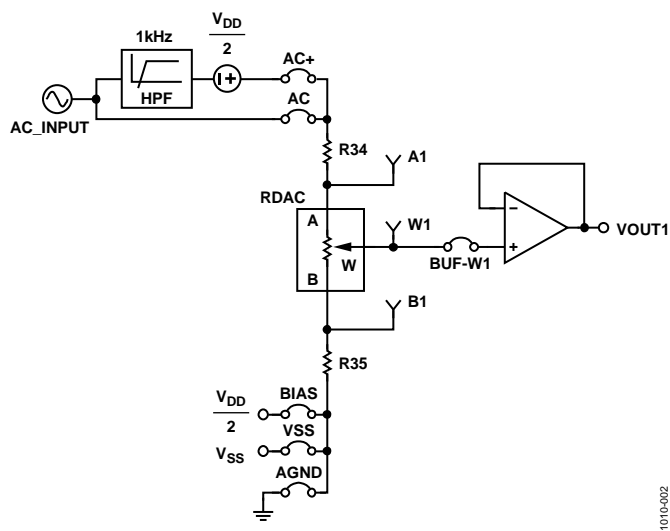 1kHz
HPF
VDD
2
AC+
AC
AC_INPUT
R34
A1
RDAC
A
W
B
W1
BUF-W1
−
+
VOUT1
B1
R35
VDD
2
BIAS
VSS
VSS
AGND
1010-002